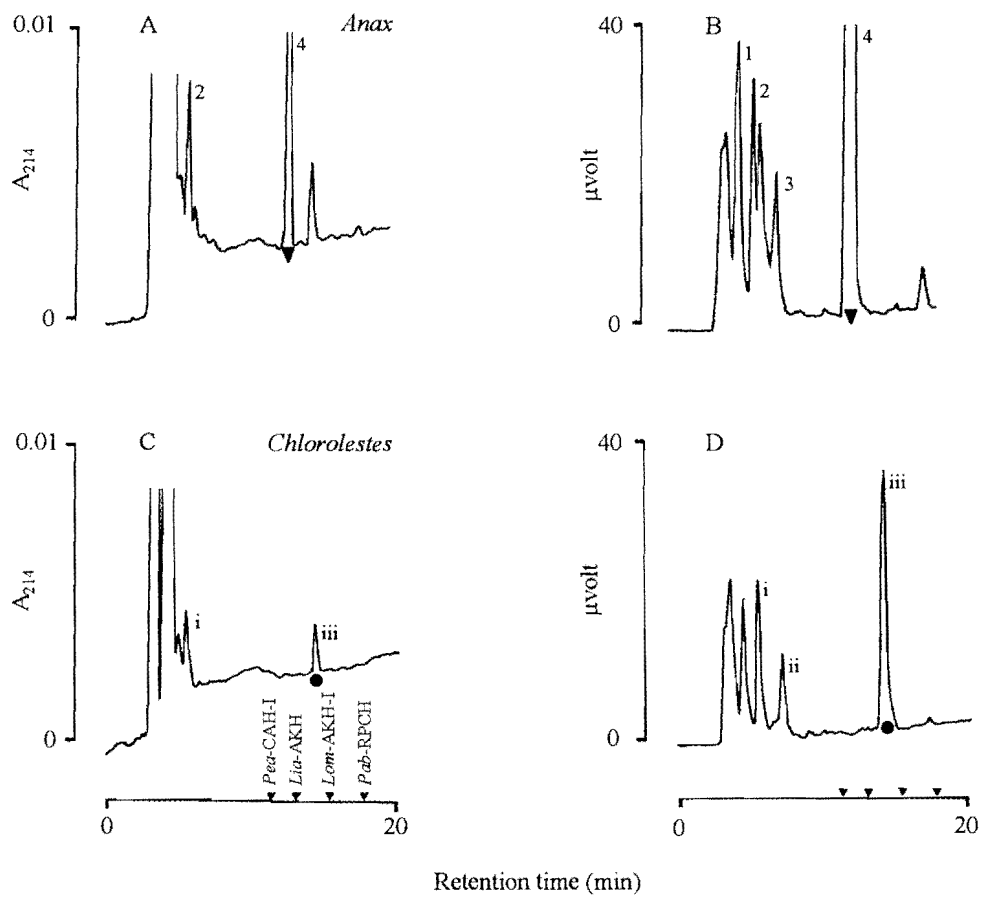 0.01 A Anax
4
2
A214
0
40 B
1 4
2
3
μvolt
0
0.01 C Chlorolestes
i
iii
A214
0
Pea-CAH-I
Lia-AKH
Lom-AKH-I
Pab-RPCH
0 20
40 D
iii
i
ii
μvolt
0
0 20
Retention time (min)